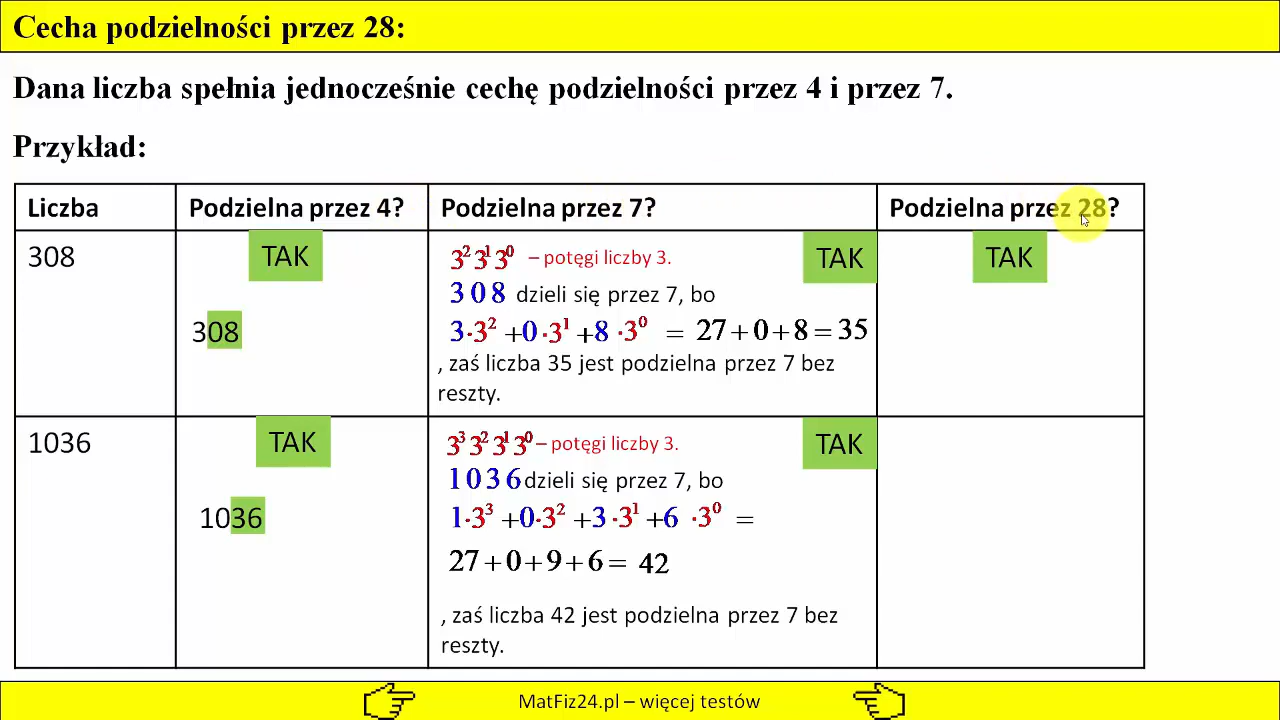 Cecha podzielności przez 28:
Dana liczba spełnia jednocześnie cechę podzielności przez 4 i przez 7.
Przykład:
Liczba Podzielna przez 4? Podzielna przez 7? Podzielna przez 28?
308 TAK 3² 3¹ 3⁰ – potęgi liczby 3. TAK TAK
3 0 8 dzieli się przez 7, bo
308 3·3² +0·3¹ +8·3⁰ = 27+0+8=35
, zaś liczba 35 jest podzielna przez 7 bez
reszty.
1036 TAK 3³ 3² 3¹ 3⁰ – potęgi liczby 3. TAK
1 0 3 6 dzieli się przez 7, bo
1036 1·3³ +0·3² +3·3¹ +6·3⁰ =
27+0+9+6= 42
, zaś liczba 42 jest podzielna przez 7 bez
reszty.
MatFiz24.pl – więcej testów